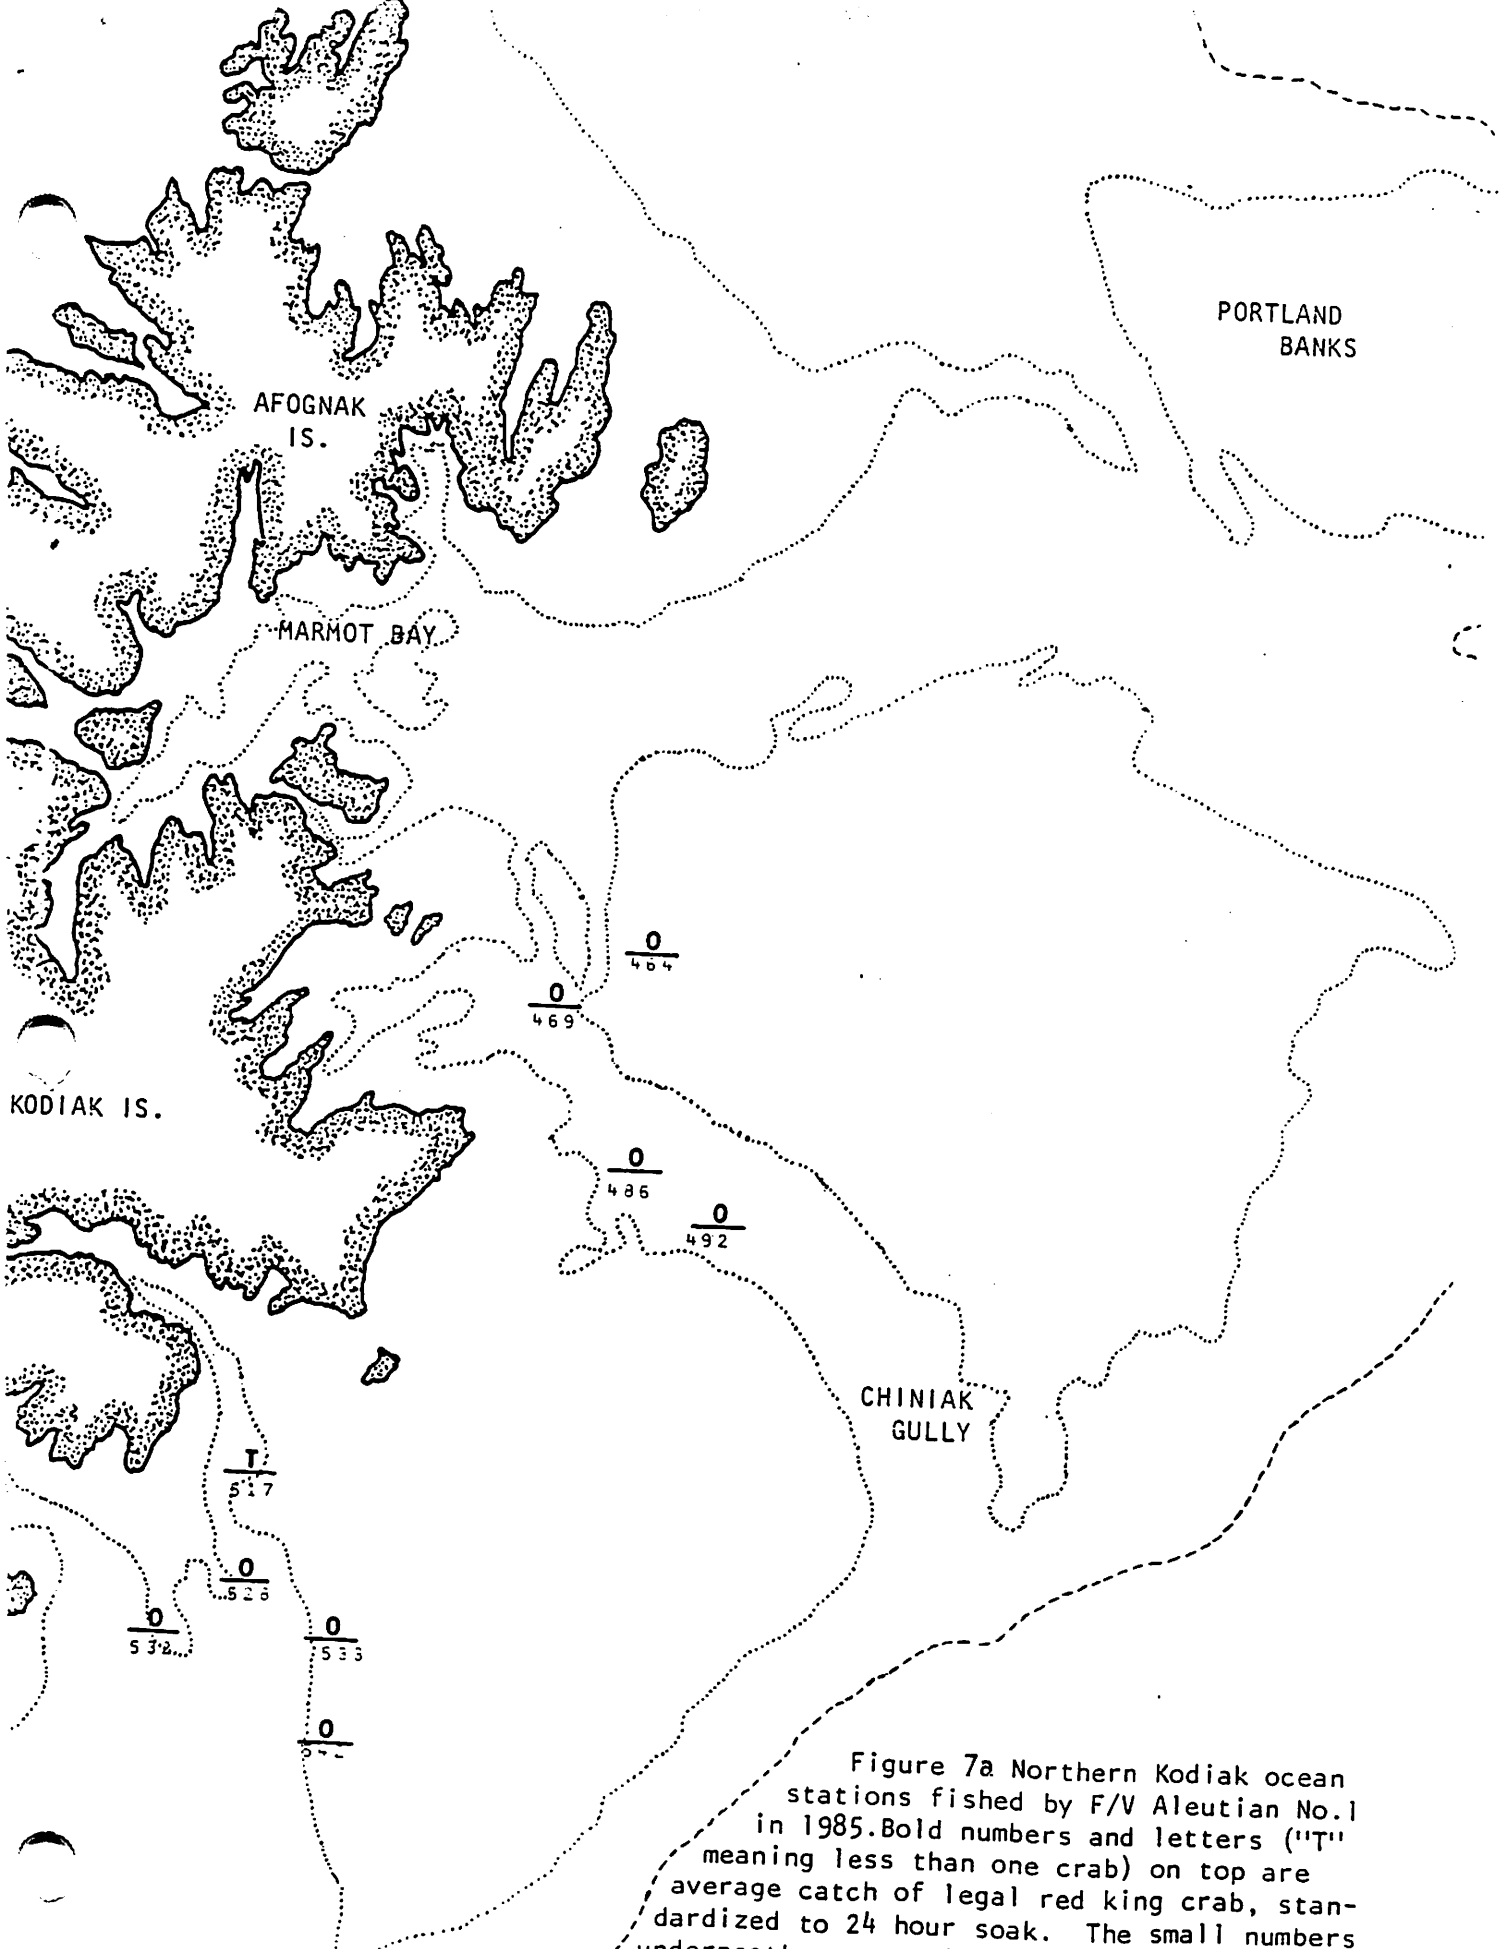 PORTLAND
BANKS
AFOGNAK
IS.
MARMOT BAY
0
464
0
469
KODIAK IS.
0
486
0
492
CHINIAK
GULLY
T
517
0
528
0
532
0
533
0
Figure 7a Northern Kodiak ocean
stations fished by F/V Aleutian No.1
in 1985.Bold numbers and letters ("T"
meaning less than one crab) on top are
average catch of legal red king crab, stan-
dardized to 24 hour soak. The small numbers